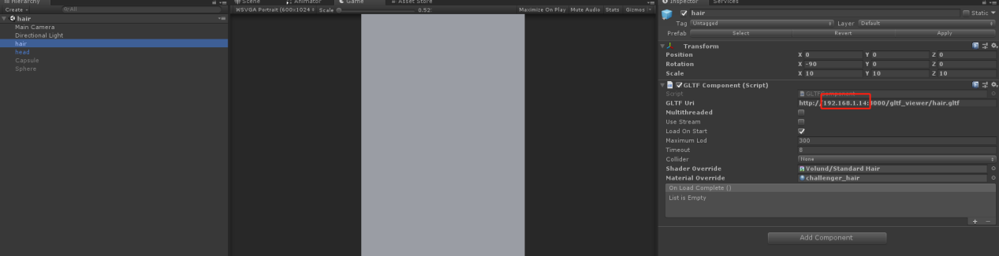 Hierarchy
Create
All
hair
Main Camera
Directional Light
hair
head
Capsule
Sphere
Scene
Animator
Game
Asset Store
WSVGA Portrait (600x1024
Scale
0.92
Maximize On Play
Mute Audio
Stats
Gizmos
Inspector
Services
hair
Static
Tag Untagged
Layer Default
Prefab Select Revert Apply
Transform
Position X 0 Y 0 Z 0
Rotation X -90 Y 0 Z 0
Scale X 10 Y 10 Z 10
GLTF Component (Script)
Script GLTFComponent
GLTF Uri http://192.168.1.14:8000/gltf_viewer/hair.gltf
Multithreaded
Use Stream
Load On Start
Maximum Lod 300
Timeout 8
Collider None
Shader Override Volund/Standard Hair
Material Override challenger_hair
On Load Complete ()
List is Empty
Add Component